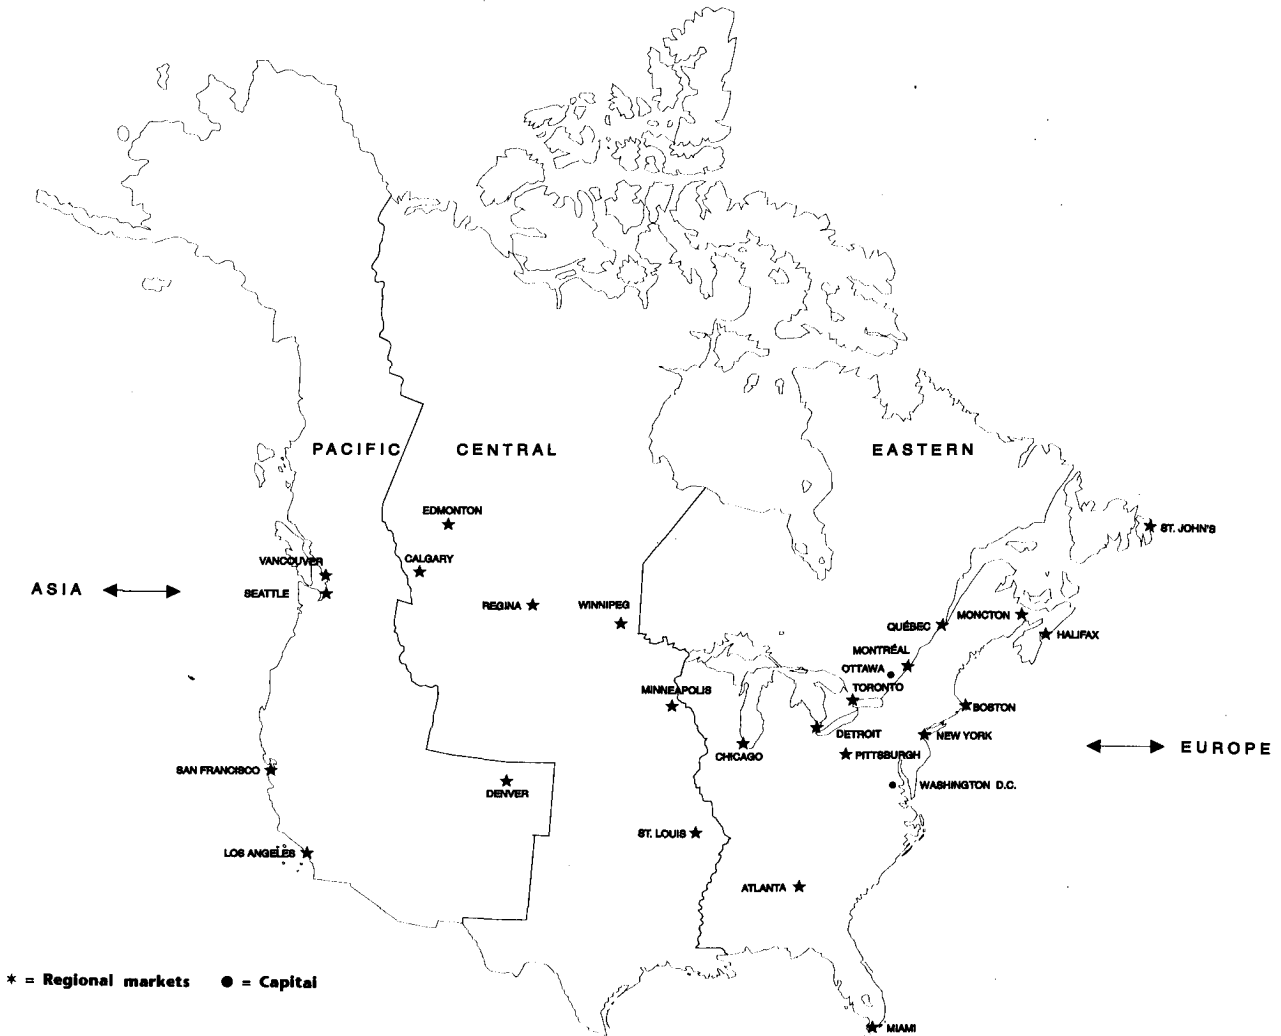 PACIFIC
CENTRAL
EASTERN
EDMONTON
ST. JOHN'S
VANCOUVER
CALGARY
ASIA
SEATTLE
REGINA
WINNIPEG
QUÉBEC
MONCTON
HALIFAX
MONTRÉAL
OTTAWA
TORONTO
MINNEAPOLIS
BOSTON
DETROIT
NEW YORK
EUROPE
CHICAGO
PITTSBURGH
SAN FRANCISCO
WASHINGTON D.C.
DENVER
ST. LOUIS
LOS ANGELES
ATLANTA
* = Regional markets ● = Capital
MIAMI